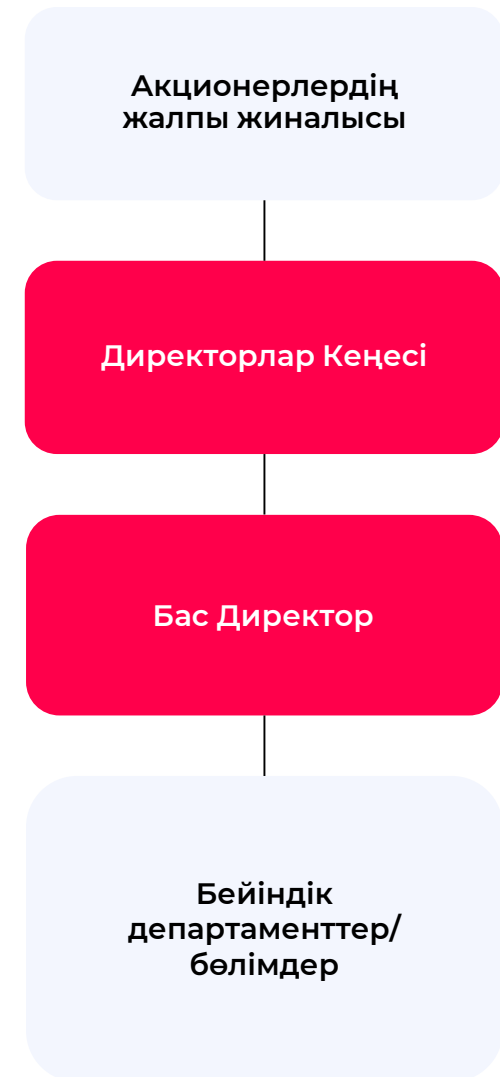 Акционерлердің
жалпы жиналысы
Директорлар Кеңесі
Бас Директор
Бейіндік
департаменттер/
бөлімдер